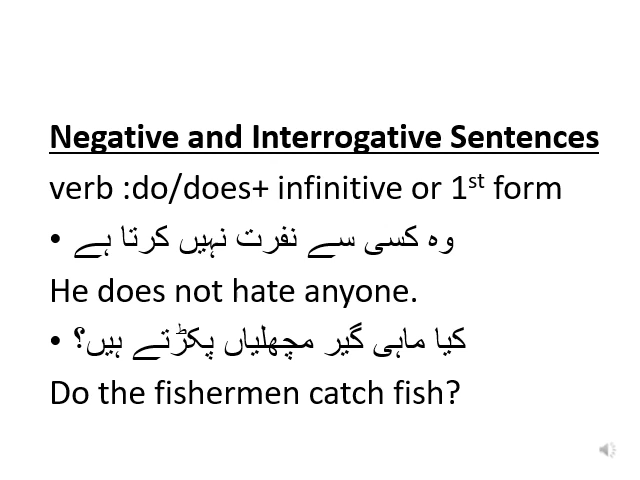 Negative and Interrogative Sentences
verb :do/does+ infinitive or 1st form
• وہ کسی سے نفرت نہیں کرتا ہے
He does not hate anyone.
• کیا ماہی گیر مچھلیاں پکڑتے ہیں؟
Do the fishermen catch fish?